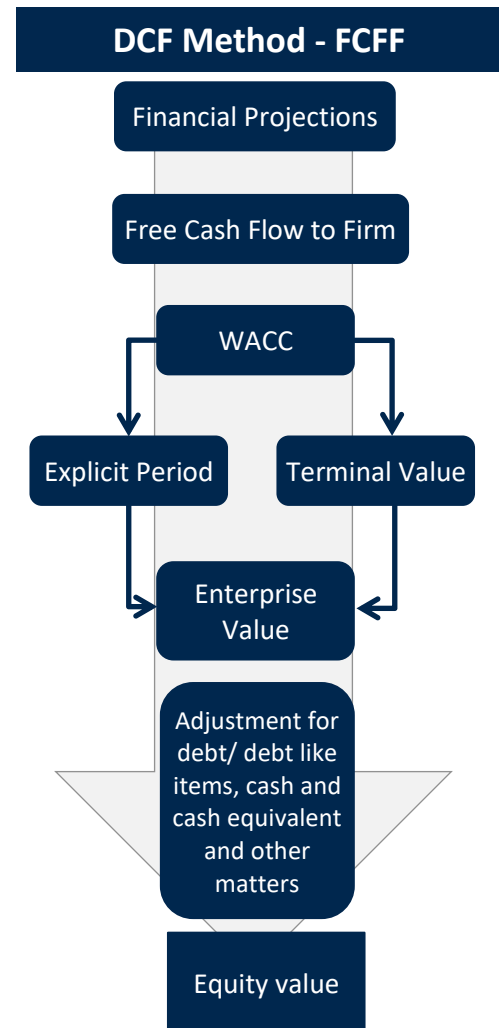 DCF Method - FCFF
Financial Projections
Free Cash Flow to Firm
WACC
Explicit Period
Terminal Value
Enterprise
Value
Adjustment for
debt/ debt like
items, cash and
cash equivalent
and other
matters
Equity value